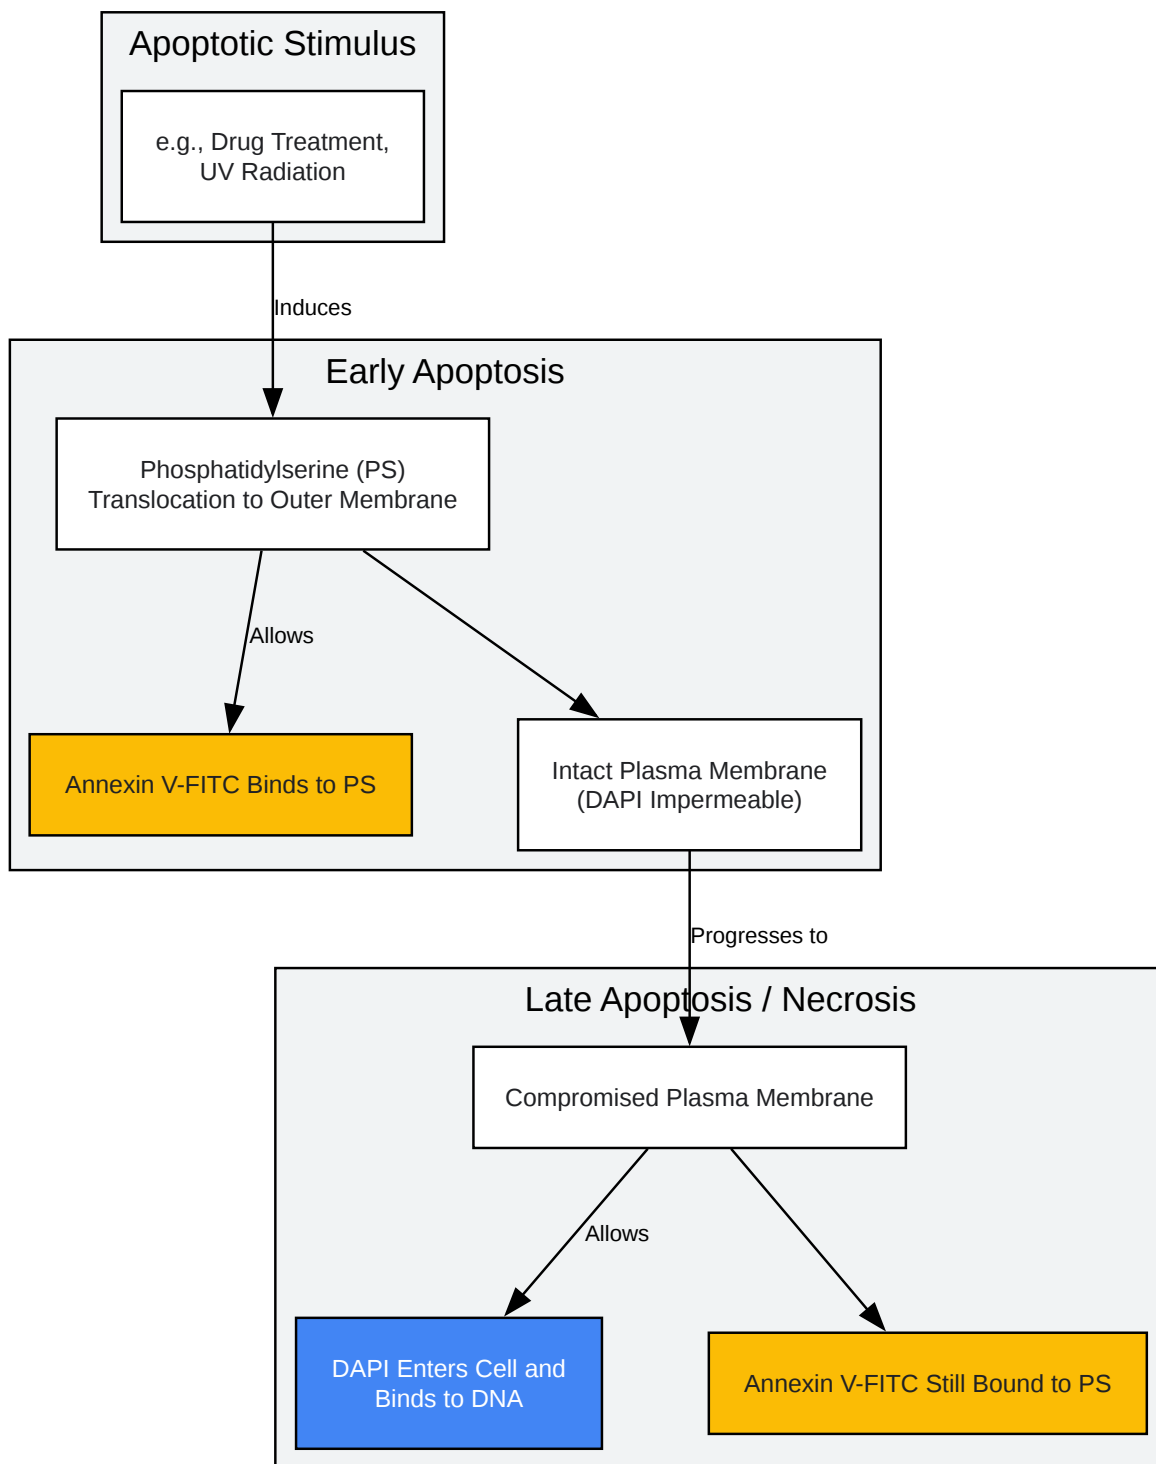 Apoptotic Stimulus
e.g., Drug Treatment,
UV Radiation
Induces
Early Apoptosis
Phosphatidylserine (PS)
Translocation to Outer Membrane
Allows
Annexin V-FITC Binds to PS
Intact Plasma Membrane
(DAPI Impermeable)
Progresses to
Late Apoptosis / Necrosis
Compromised Plasma Membrane
Allows
DAPI Enters Cell and
Binds to DNA
Annexin V-FITC Still Bound to PS